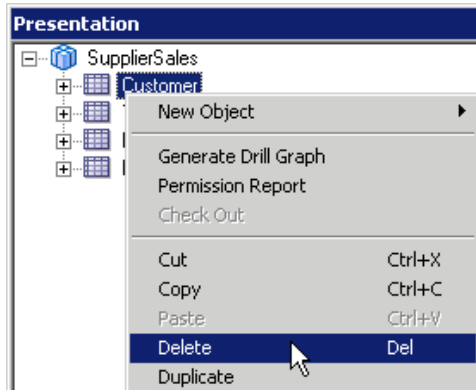 Presentation
SupplierSales
Customer
New Object
Generate Drill Graph
Permission Report
Check Out
Cut Ctrl+X
Copy Ctrl+C
Paste Ctrl+V
Delete Del
Duplicate